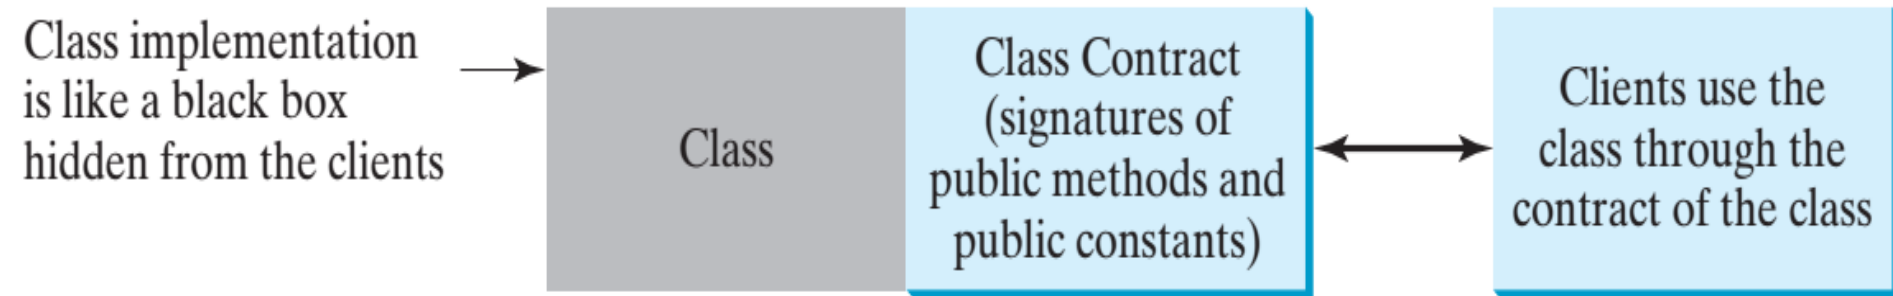 Class implementation
is like a black box
hidden from the clients
Class
Class Contract
(signatures of
public methods and
public constants)
Clients use the
class through the
contract of the class